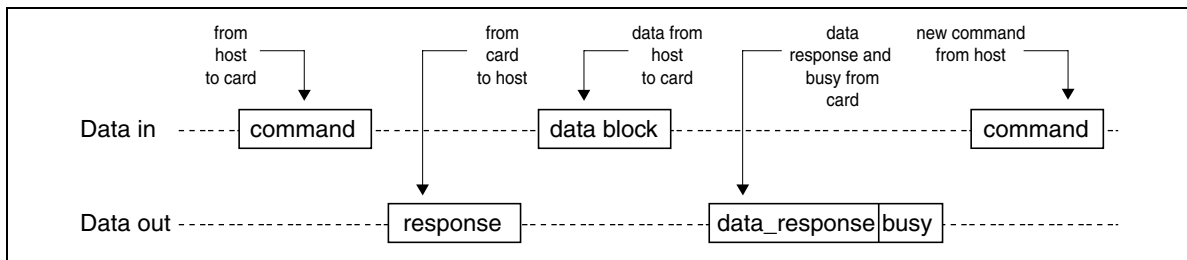 from
host
to card
from
card
to host
data from
host
to card
data
response and
busy from
card
new command
from host
Data in
command
data block
command
Data out
response
data_response
busy